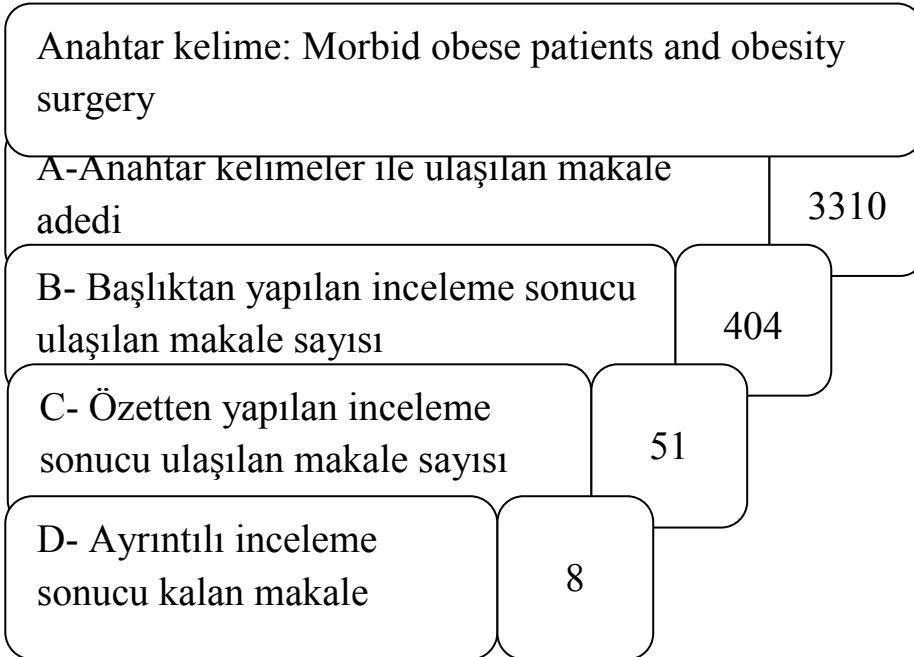 Anahtar kelime: Morbid obese patients and obesity
surgery
A-Anahtar kelimeler ile ulaşılan makale
adedi
3310
B- Başlıktan yapılan inceleme sonucu
ulaşılan makale sayısı
404
C- Özetten yapılan inceleme
sonucu ulaşılan makale sayısı
51
D- Ayrıntılı inceleme
sonucu kalan makale
8